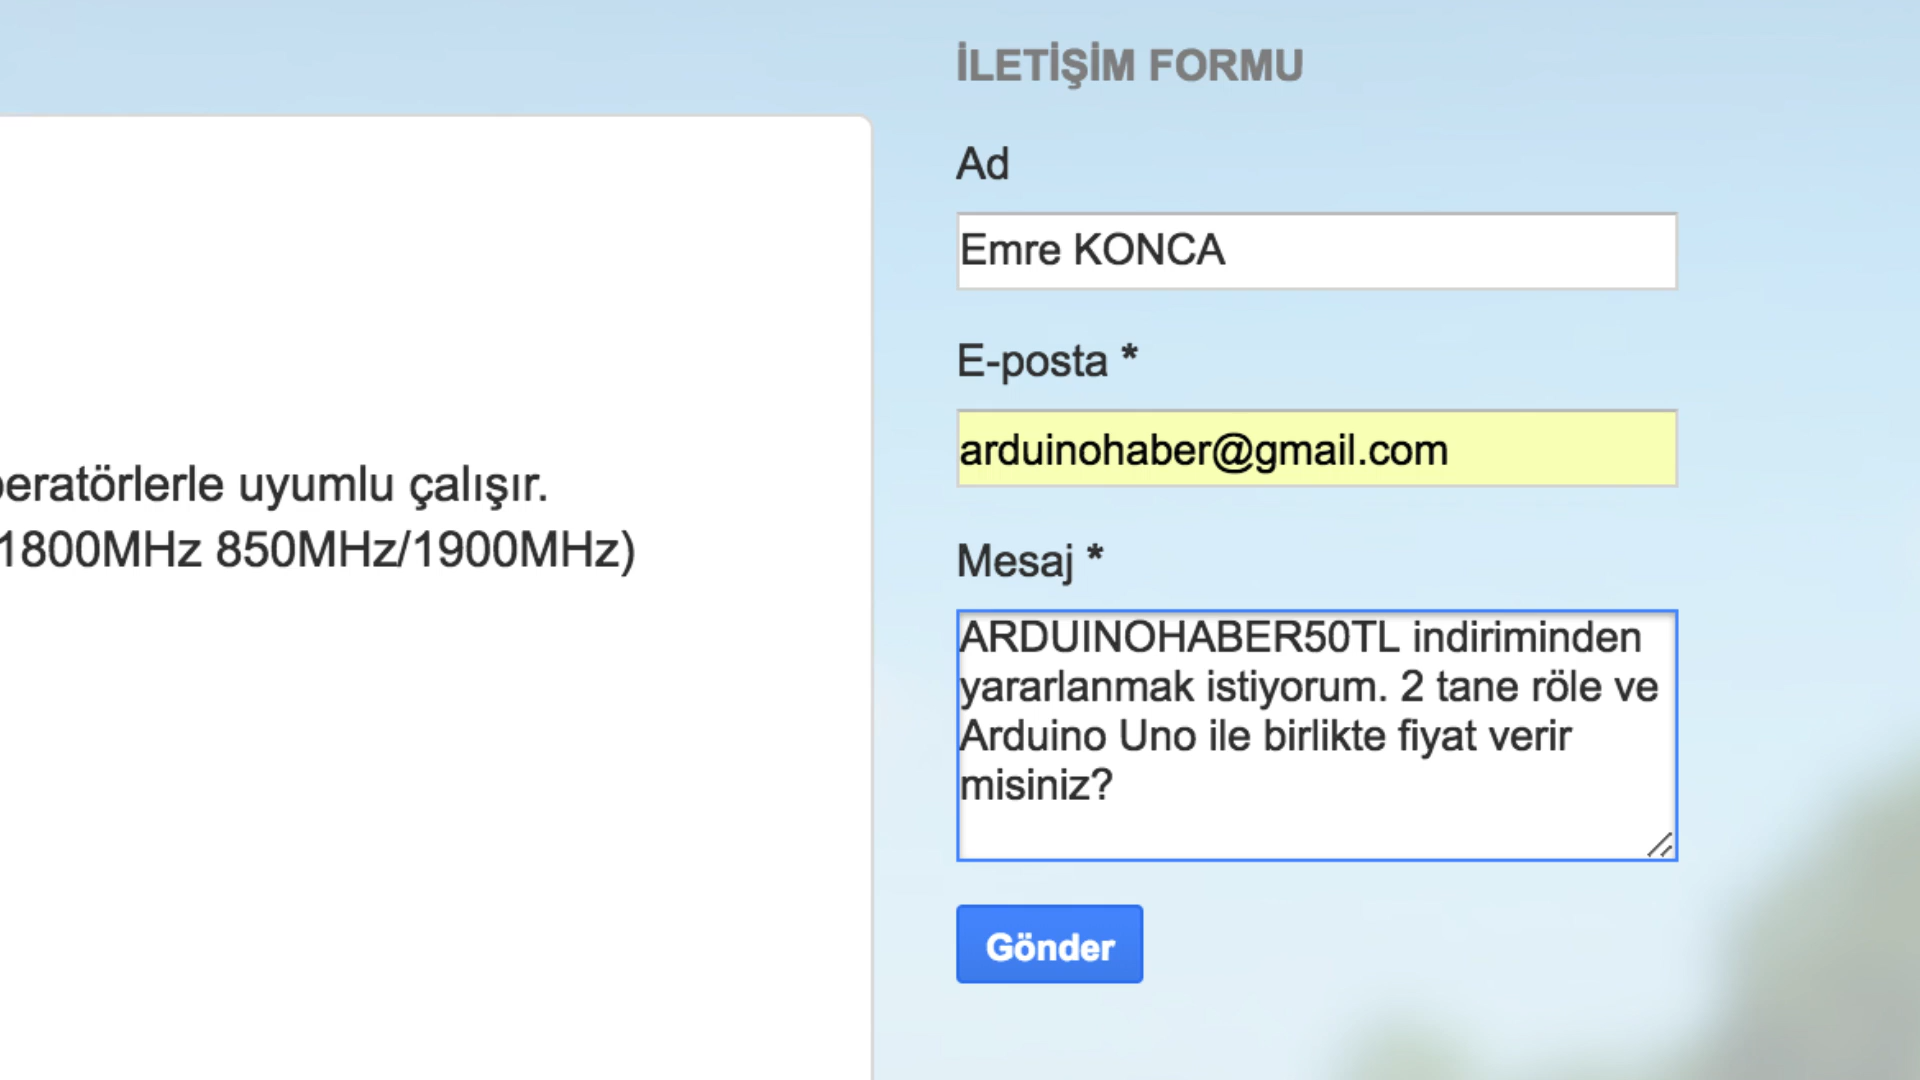 İLETİŞİM FORMU
Ad
Emre KONCA
E-posta *
arduinohaber@gmail.com
Mesaj *
ARDUINOHABER50TL indiriminden
yararlanmak istiyorum. 2 tane röle ve
Arduino Uno ile birlikte fiyat verir
misiniz?
Gönder
peratörlerle uyumlu çalışır.
1800MHz 850MHz/1900MHz)